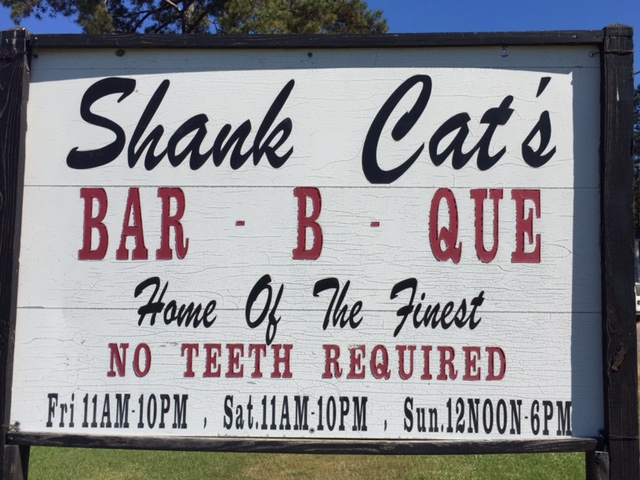 Shank Cat's
BAR - B - QUE
Home Of The Finest
NO TEETH REQUIRED
Fri 11AM-10PM , Sat.11AM-10PM , Sun.12NOON-6PM